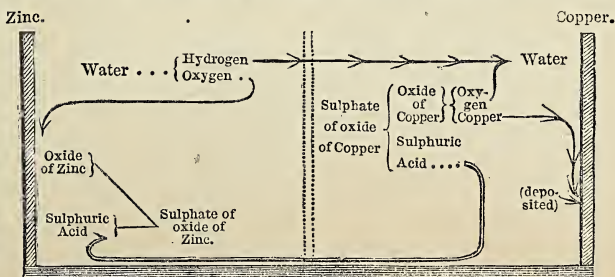 Zinc.
Copper.
Water . . . { Hydrogen
Oxygen .
Water
Sulphate
of oxide
of Copper
Oxide
of
Copper
Oxy-
gen
Copper
Sulphuric
Acid ....
(depo-
sited)
Oxide
of Zinc
Sulphuric
Acid
Sulphate of
oxide of
Zinc.